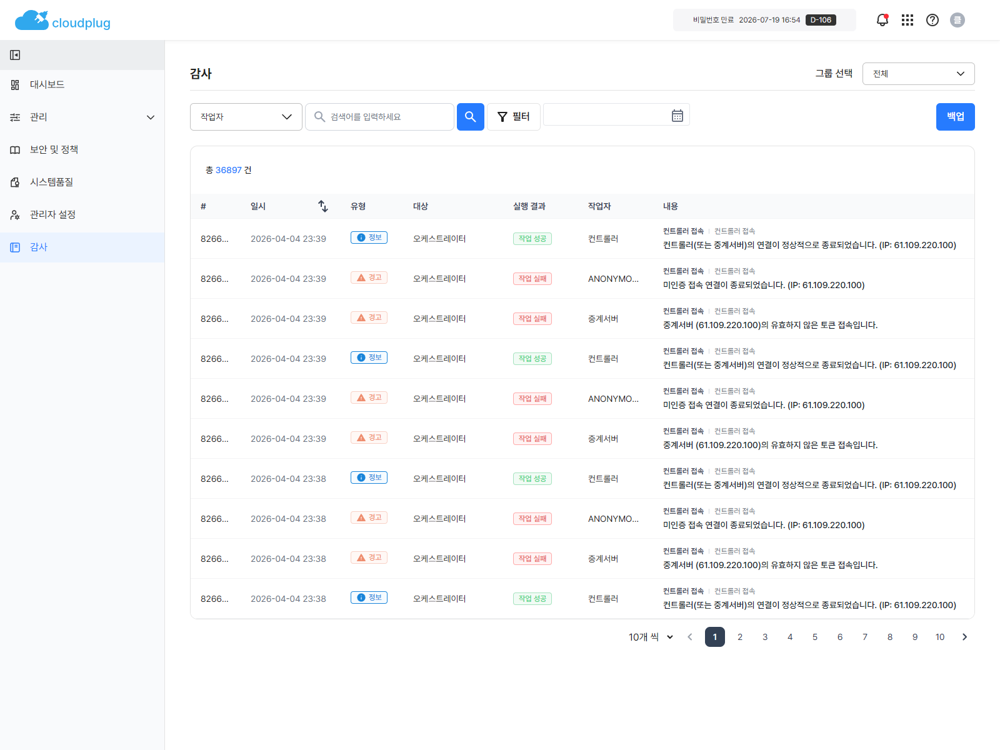 cloudplug
비밀번호 만료 2026-07-19 16:54 D-106
클
대시보드
관리
보안 및 정책
시스템품질
관리자 설정
감사
감사
그룹 선택 전체
작업자 검색어를 입력하세요 필터 백업
총 36897 건
# 일시 유형 대상 실행 결과 작업자 내용
컨트롤러 접속 컨트롤러 접속
8266... 2026-04-04 23:39 정보 오케스트레이터 작업 성공 컨트롤러
컨트롤러(또는 중계서버)의 연결이 정상적으로 종료되었습니다. (IP: 61.109.220.100)
컨트롤러 접속 컨트롤러 접속
8266... 2026-04-04 23:39 경고 오케스트레이터 작업 실패 ANONYMO...
미인증 접속 연결이 종료되었습니다. (IP: 61.109.220.100)
컨트롤러 접속 컨트롤러 접속
8266... 2026-04-04 23:39 경고 오케스트레이터 작업 실패 중계서버
중계서버 (61.109.220.100)의 유효하지 않은 토큰 접속입니다.
컨트롤러 접속 컨트롤러 접속
8266... 2026-04-04 23:39 정보 오케스트레이터 작업 성공 컨트롤러
컨트롤러(또는 중계서버)의 연결이 정상적으로 종료되었습니다. (IP: 61.109.220.100)
컨트롤러 접속 컨트롤러 접속
8266... 2026-04-04 23:39 경고 오케스트레이터 작업 실패 ANONYMO...
미인증 접속 연결이 종료되었습니다. (IP: 61.109.220.100)
컨트롤러 접속 컨트롤러 접속
8266... 2026-04-04 23:39 경고 오케스트레이터 작업 실패 중계서버
중계서버 (61.109.220.100)의 유효하지 않은 토큰 접속입니다.
컨트롤러 접속 컨트롤러 접속
8266... 2026-04-04 23:38 정보 오케스트레이터 작업 성공 컨트롤러
컨트롤러(또는 중계서버)의 연결이 정상적으로 종료되었습니다. (IP: 61.109.220.100)
컨트롤러 접속 컨트롤러 접속
8266... 2026-04-04 23:38 경고 오케스트레이터 작업 실패 ANONYMO...
미인증 접속 연결이 종료되었습니다. (IP: 61.109.220.100)
컨트롤러 접속 컨트롤러 접속
8266... 2026-04-04 23:38 경고 오케스트레이터 작업 실패 중계서버
중계서버 (61.109.220.100)의 유효하지 않은 토큰 접속입니다.
컨트롤러 접속 컨트롤러 접속
8266... 2026-04-04 23:38 정보 오케스트레이터 작업 성공 컨트롤러
컨트롤러(또는 중계서버)의 연결이 정상적으로 종료되었습니다. (IP: 61.109.220.100)
10개 씩 1 2 3 4 5 6 7 8 9 10